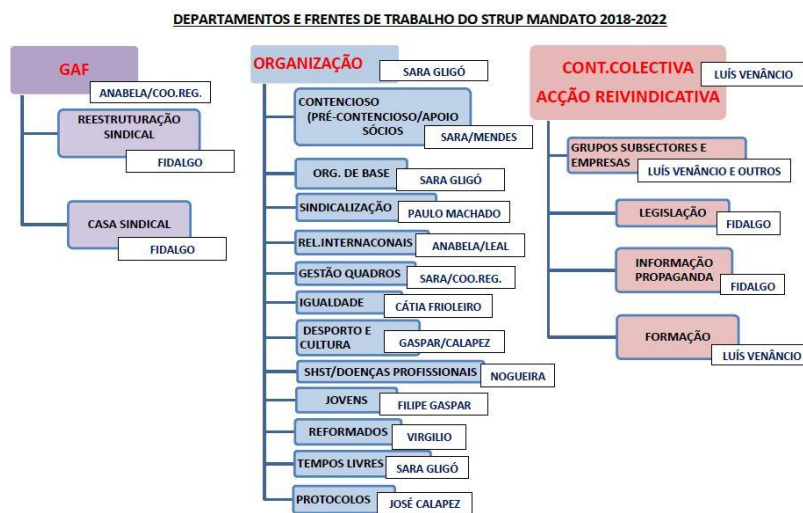 DEPARTAMENTOS E FRENTES DE TRABALHO DO STRUP MANDATO 2018-2022
GAF
ANABELA/COO.REG.
REESTRUTURAÇÃO
SINDICAL
FIDALGO
CASA SINDICAL
FIDALGO
ORGANIZAÇÃO
SARA GLIGÓ
CONTENCIOSO
(PRÉ-CONTENCIOSO/APOIO
SÓCIOS
SARA/MENDES
ORG. DE BASE
SARA GLIGÓ
SINDICALIZAÇÃO
PAULO MACHADO
REL.INTERNACONAIS
ANABELA/LEAL
GESTÃO QUADROS
SARA/COO.REG.
IGUALDADE
CÁTIA FRIOLEIRO
DESPORTO E
CULTURA
GASPAR/CALAPEZ
SHST/DOENÇAS PROFISSIONAIS
NOGUEIRA
JOVENS
FILIPE GASPAR
REFORMADOS
VIRGILIO
TEMPOS LIVRES
SARA GLIGÓ
PROTOCOLOS
JOSÉ CALAPEZ
CONT.COLECTIVA
ACÇÃO REIVINDICATIVA
LUÍS VENÂNCIO
GRUPOS SUBSECTORES E
EMPRESAS
LUÍS VENÂNCIO E OUTROS
LEGISLAÇÃO
FIDALGO
INFORMAÇÃO
PROPAGANDA
FIDALGO
FORMAÇÃO
LUÍS VENÂNCIO